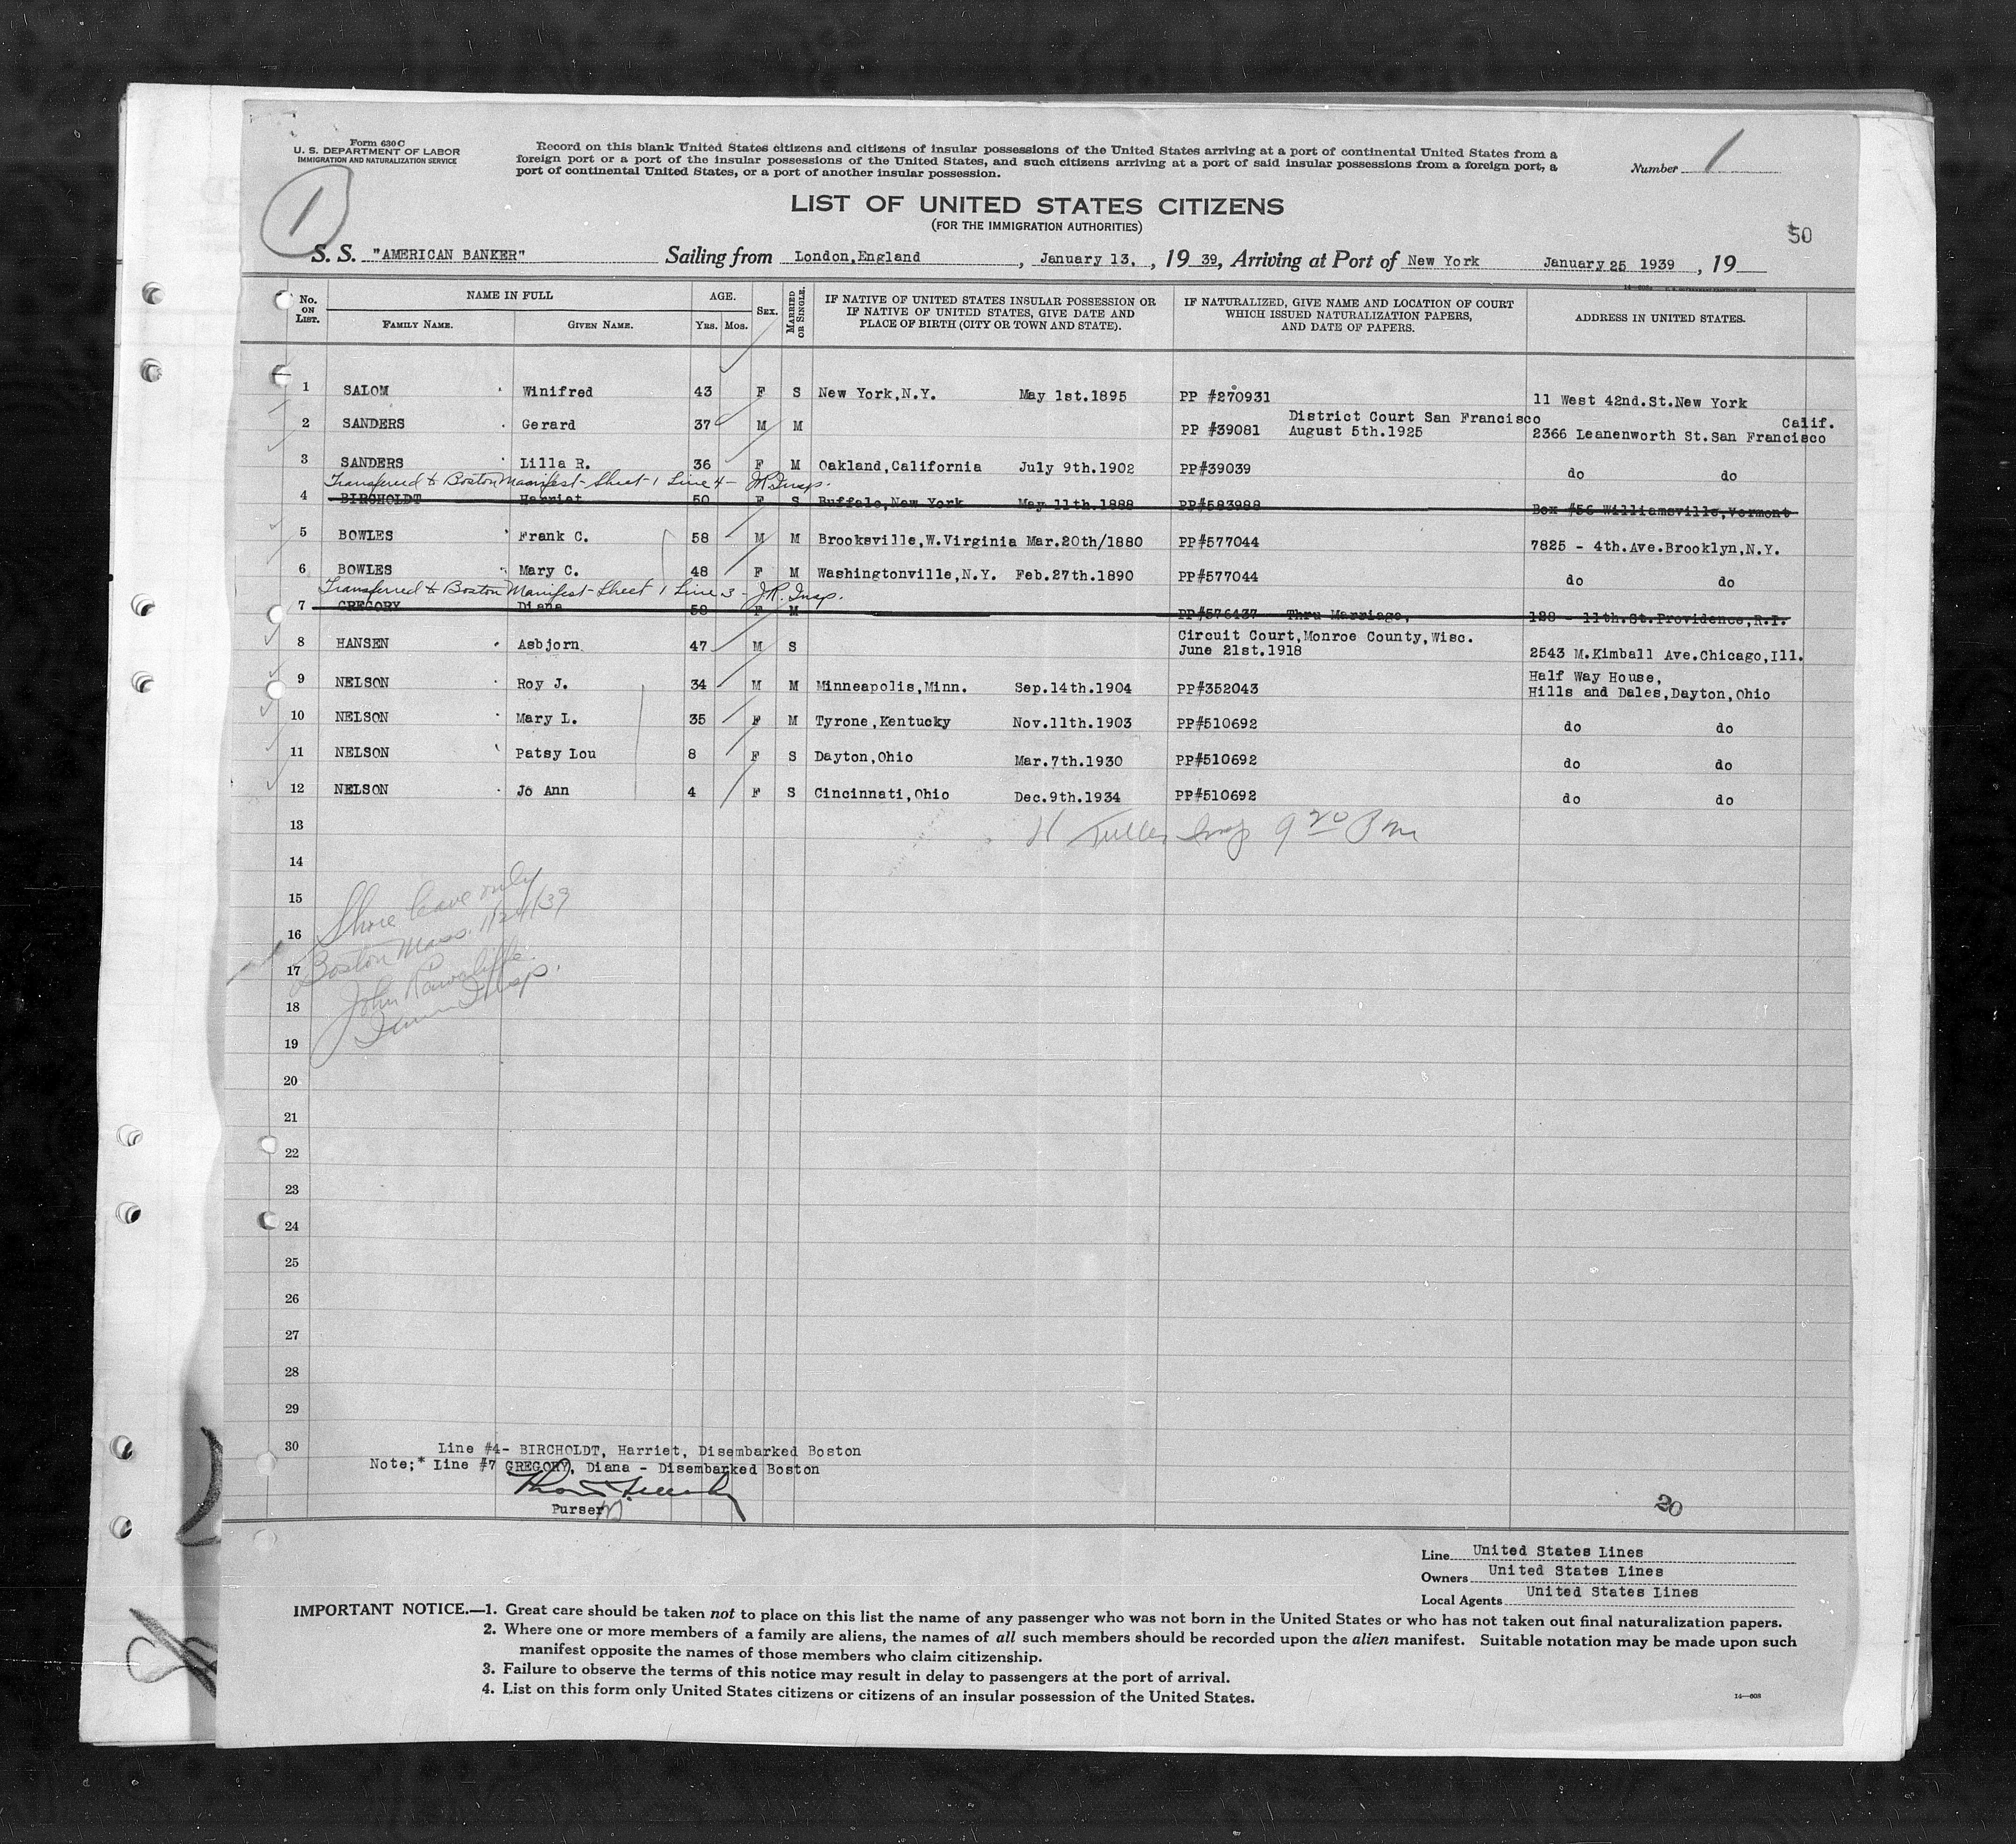 Form 630 C
U. S. DEPARTMENT OF LABOR
IMMIGRATION AND NATURALIZATION SERVICE
Record on this blank United States citizens and citizens of insular possessions of the United States arriving at a port of continental United States from a
foreign port or a port of the insular possessions of the United States, and such citizens arriving at a port of said insular possessions from a foreign port, a
port of continental United States, or a port of another insular possession.
Number 1
1
LIST OF UNITED STATES CITIZENS
(FOR THE IMMIGRATION AUTHORITIES)
50
S. S. "AMERICAN BANKER" Sailing from London,England, January 13, , 19 39, Arriving at Port of New York January 25 1939 , 19
No. ON LIST. NAME IN FULL AGE. SEX. MARRIED OR SINGLE. IF NATIVE OF UNITED STATES INSULAR POSSESSION OR IF NATIVE OF UNITED STATES, GIVE DATE AND PLACE OF BIRTH (CITY OR TOWN AND STATE). IF NATURALIZED, GIVE NAME AND LOCATION OF COURT WHICH ISSUED NATURALIZATION PAPERS, AND DATE OF PAPERS. ADDRESS IN UNITED STATES.
FAMILY NAME. GIVEN NAME. YRS. MOS.
1 SALOM Winifred 43 F S New York,N.Y. May 1st.1895 PP #270931 11 West 42nd.St.New York
District Court San Francisco Calif.
2 SANDERS Gerard 37 M M PP #39081 August 5th.1925 2366 Leanenworth St.San Francisco
3 SANDERS Lilla R. 36 F M Oakland,California July 9th.1902 PP#39039 do do
Transferred to Boston Manifest - Sheet 1 Line 4 - JR Insp.
4 BIRCHOLDT Harriet 50 F S Buffalo,New York May 11th.1888 PP#583988 Box #56 Williamsville,Vermont
5 BOWLES Frank C. 58 M M Brooksville,W.Virginia Mar.20th/1880 PP#577044 7825 - 4th.Ave.Brooklyn,N.Y.
6 BOWLES Mary C. 48 F M Washingtonville,N.Y. Feb.27th.1890 PP#577044 do do
Transferred to Boston Manifest - Sheet 1 Line 3 - J.R. Insp.
7 GREGORY Diana 58 F M PP#576437 Thru Marriage, 128 - 11th.St.Providence,R.I.
Circuit Court,Monroe County,Wisc.
8 HANSEN Asbjorn 47 M S June 21st.1918 2543 M.Kimball Ave.Chicago,Ill.
Half Way House,
9 NELSON Roy J. 34 M M Minneapolis,Minn. Sep.14th.1904 PP#352043 Hills and Dales,Dayton,Ohio
10 NELSON Mary L. 35 F M Tyrone,Kentucky Nov.11th.1903 PP#510692 do do
11 NELSON Patsy Lou 8 F S Dayton,Ohio Mar.7th.1930 PP#510692 do do
12 NELSON Jo Ann 4 F S Cincinnati,Ohio Dec.9th.1934 PP#510692 do do
13 Insp 9 20 P m
14
15 Shore leave only
16 Boston Mass. 1/24/39
17 John
18 Insp.
19
20
21
22
23
24
25
26
27
28
29
30
Line #4- BIRCHOLDT, Harriet, Disembarked Boston
Note;* Line #7 GREGORY, Diana - Disembarked Boston
Purser
20
Line United States Lines
Owners United States Lines
Local Agents United States Lines
IMPORTANT NOTICE.—1. Great care should be taken not to place on this list the name of any passenger who was not born in the United States or who has not taken out final naturalization papers.
2. Where one or more members of a family are aliens, the names of all such members should be recorded upon the alien manifest. Suitable notation may be made upon such
manifest opposite the names of those members who claim citizenship.
3. Failure to observe the terms of this notice may result in delay to passengers at the port of arrival.
4. List on this form only United States citizens or citizens of an insular possession of the United States.
14—608